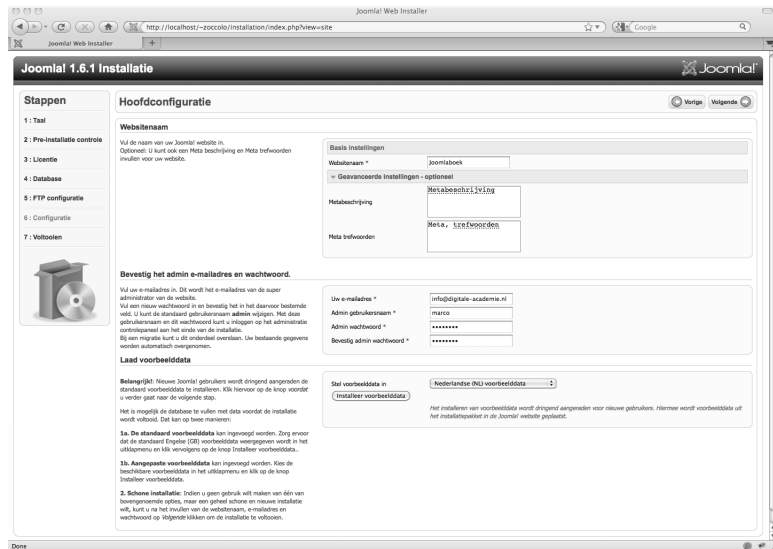 Joomla! Web Installer
http://localhost/~zoccolo/installation/index.php?view=site
Google
Joomla! Web Installer
Joomla! 1.6.1 Installatie
Joomla!
Stappen
1 : Taal
2 : Pre-installatie controle
3 : Licentie
4 : Database
5 : FTP configuratie
6 : Configuratie
7 : Voltooien
Hoofdconfiguratie
Vorige
Volgende
Websitenaam
Vul de naam van uw Joomla! website in.
Optioneel: U kunt ook een Meta beschrijving en Meta trefwoorden
invullen voor uw website.
Basis instellingen
Websitenaam *
Joomlaboek
Geavanceerde instellingen - optioneel
Metabeschrijving
Metabeschrijving
Meta trefwoorden
Meta, trefwoorden
Bevestig het admin e-mailadres en wachtwoord.
Vul uw e-mailadres in. Dit wordt het e-mailadres van de super
administrator van de website.
Vul een nieuw wachtwoord in en bevestig het in het daarvoor bestemde
veld. U kunt de standaard gebruikersnaam admin wijzigen. Met deze
gebruikersnaam en dit wachtwoord kunt u inloggen op het administratie
controlepaneel aan het einde van de installatie.
Bij een migratie kunt u dit onderdeel overslaan. Uw bestaande gegevens
worden automatisch overgenomen.
Uw e-mailadres *
info@digitale-academie.nl
Admin gebruikersnaam *
marco
Admin wachtwoord *
••••••••
Bevestig admin wachtwoord *
••••••••
Laad voorbeelddata
Belangrijk!: Nieuwe Joomla! gebruikers wordt dringend aangeraden de
standaard voorbeelddata te installeren. Klik hiervoor op de knop voordat
u verder gaat naar de volgende stap.
Het is mogelijk de database te vullen met data voordat de installatie
wordt voltooid. Dat kan op twee manieren:
1a. De standaard voorbeelddata kan ingevoegd worden. Zorg ervoor
dat de standaard Engelse (GB) voorbeelddata weergegeven wordt in het
uitklapmenu en klik vervolgens op de knop Installeer voorbeelddata..
1b. Aangepaste voorbeelddata kan ingevoegd worden. Kies de
beschikbare voorbeelddata in het uitklapmenu en klik op de knop
Installeer voorbeelddata.
2. Schone installatie: Indien u geen gebruik wilt maken van één van
bovengenoemde opties, maar een geheel schone en nieuwe installatie
wilt, kunt u na het invullen van de websitenaam, e-mailadres en
wachtwoord op Volgende klikken om de installatie te voltooien.
Stel voorbeelddata in
Nederlandse (NL) voorbeelddata
Installeer voorbeelddata
Het installeren van voorbeelddata wordt dringend aangeraden voor nieuwe gebruikers. Hiermee wordt voorbeelddata uit
het installatiepakket in de Joomla! website geplaatst.
Done